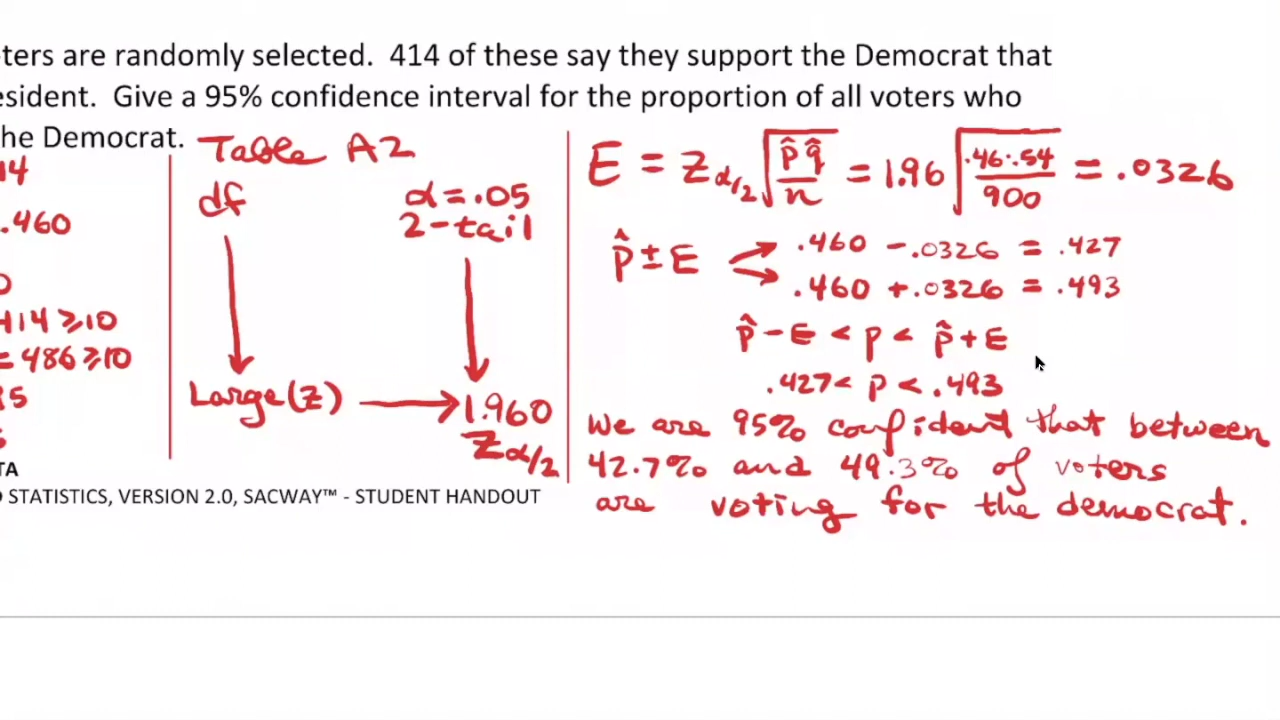 ters are randomly selected. 414 of these say they support the Democrat that
esident. Give a 95% confidence interval for the proportion of all voters who
he Democrat.
14
.460
0
414 ≥ 10
= 486 ≥ 10
5
TA
STATISTICS, VERSION 2.0, SACWAY™ - STUDENT HANDOUT
Table A2
df α = .05
2-tail
Large(z) → 1.960
Zα/2
E = Zα/2 √(p̂q̂/n) = 1.96 √(.46·.54/900) = .0326
p̂ ± E .460 - .0326 = .427
.460 + .0326 = .493
p̂ - E < p < p̂ + E
.427 < p < .493
We are 95% confident that between
42.7% and 49.3% of voters
are voting for the democrat.